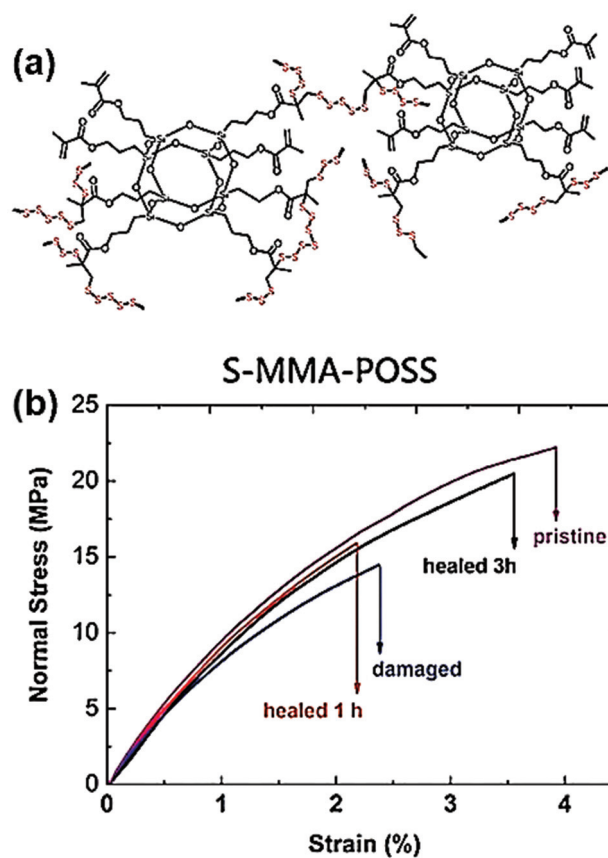 (a)
S-MMA-POSS
(b)
25
20
15
10
5
0
Normal Stress (MPa)
pristine
healed 3h
damaged
healed 1 h
0
1
2
3
4
Strain (%)